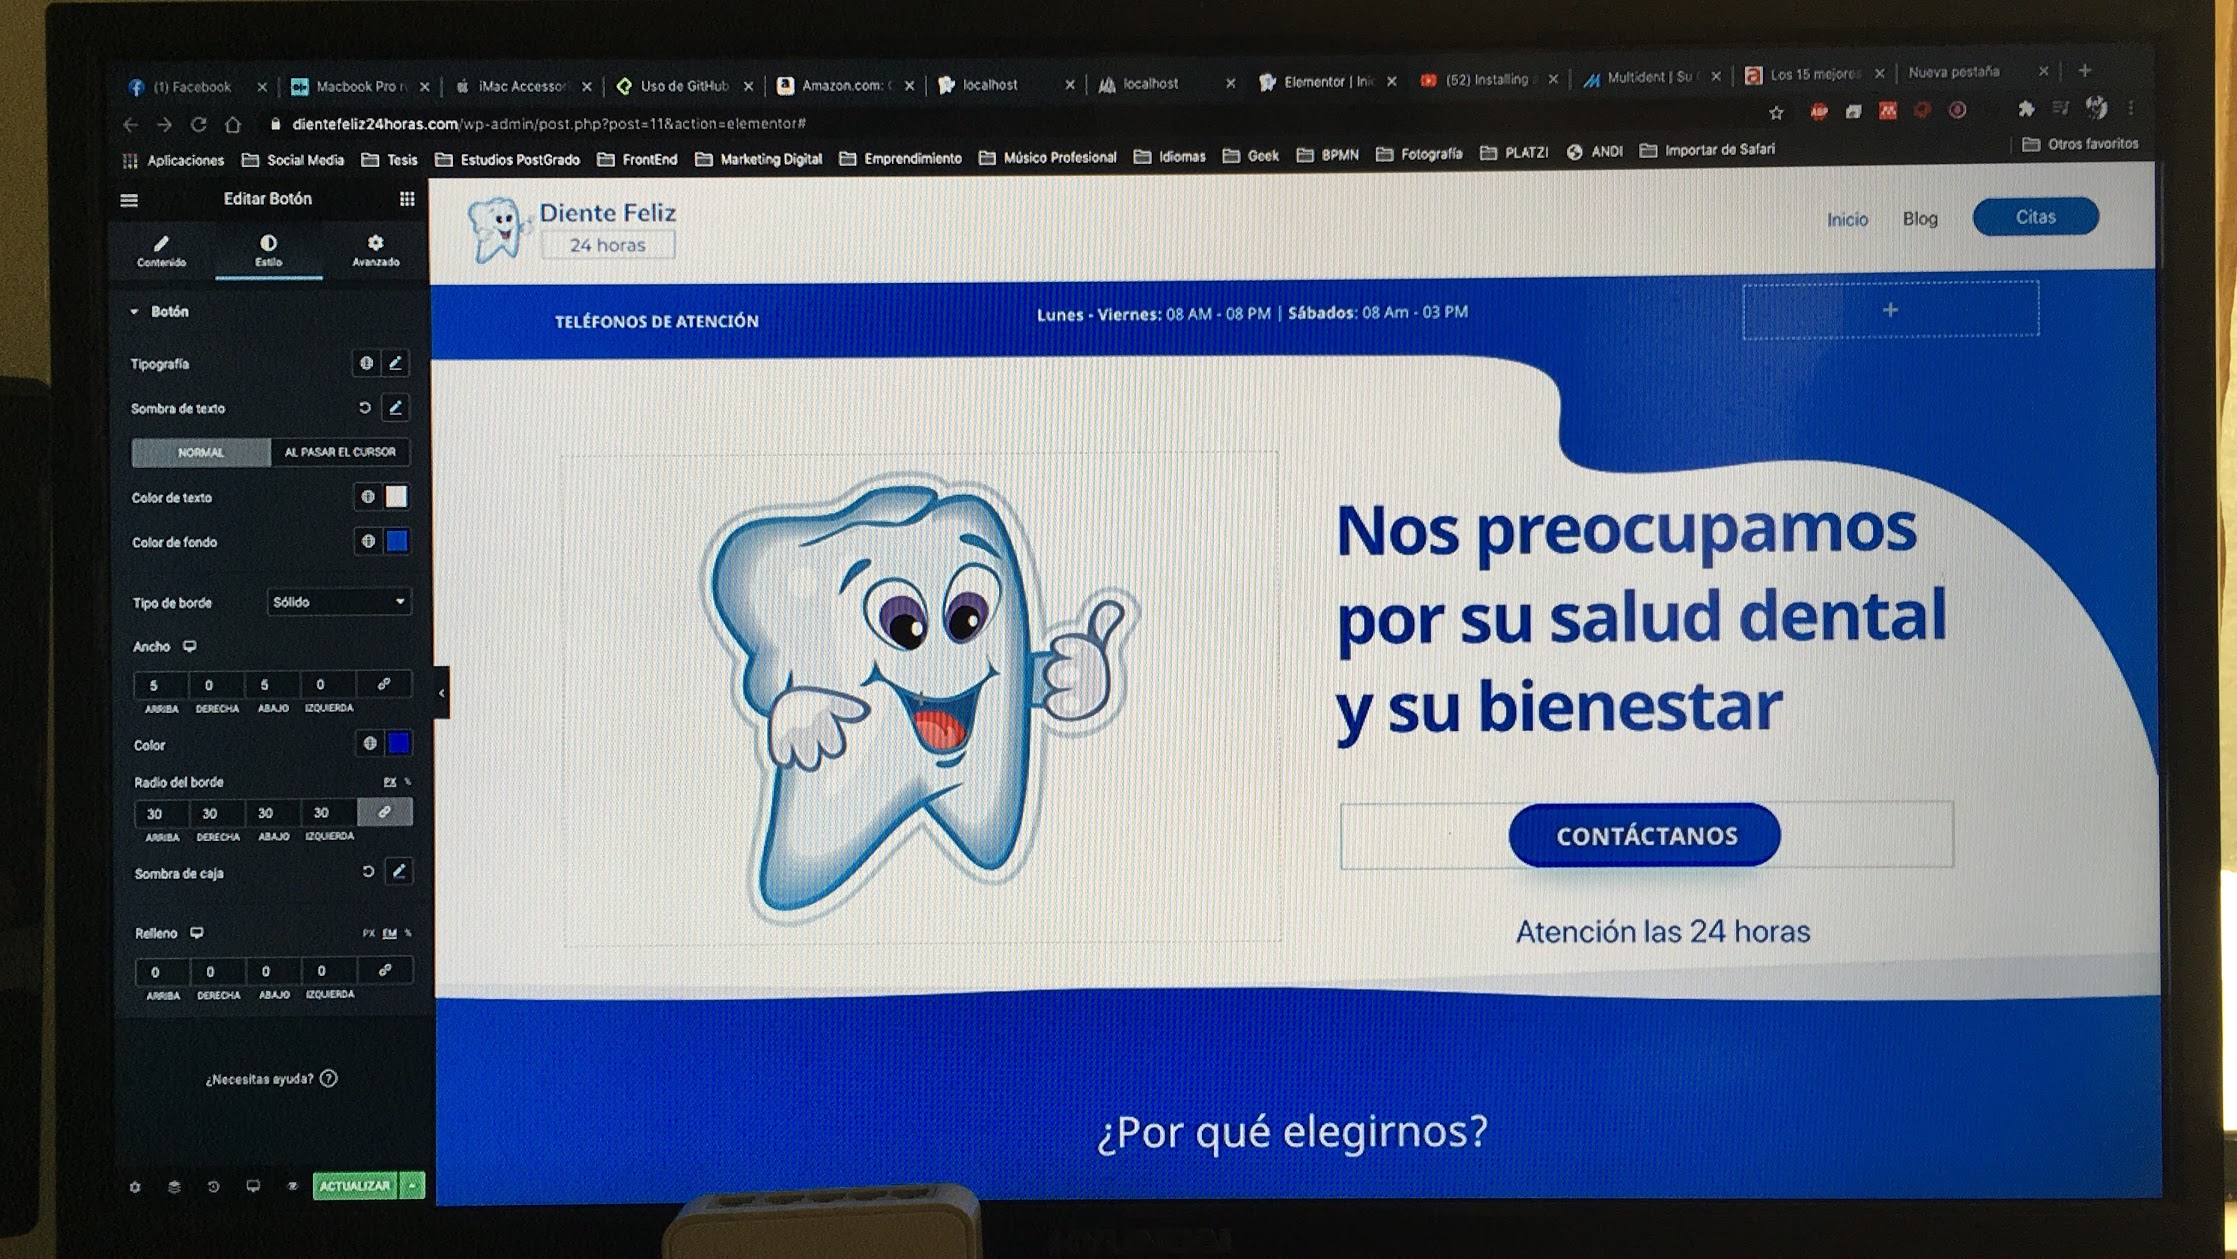 (1) Facebook
Macbook Pro
iMac Accessor
Uso de GitHub
Amazon.com:
localhost
localhost
Elementor | Ini
(52) Installing
Multident | Su
Los 15 mejores
Nueva pestaña
dientefeliz24horas.com/wp-admin/post.php?post=11&action=elementor#
ABP
Aplicaciones
Social Media
Tesis
Estudios PostGrado
FrontEnd
Marketing Digital
Emprendimiento
Músico Profesional
Idiomas
Geek
BPMN
Fotografía
PLATZI
ANDI
Importar de Safari
Otros favoritos
Editar Botón
Contenido
Estilo
Avanzado
Botón
Tipografía
Sombra de texto
NORMAL
AL PASAR EL CURSOR
Color de texto
Color de fondo
Tipo de borde Sólido
Ancho
5 0 5 0
ARRIBA DERECHA ABAJO IZQUIERDA
Color
Radio del borde PX %
30 30 30 30
ARRIBA DERECHA ABAJO IZQUIERDA
Sombra de caja
Relleno PX EM %
0 0 0 0
ARRIBA DERECHA ABAJO IZQUIERDA
¿Necesitas ayuda?
ACTUALIZAR
Diente Feliz
24 horas
Inicio
Blog
Citas
TELÉFONOS DE ATENCIÓN
Lunes - Viernes: 08 AM - 08 PM | Sábados: 08 Am - 03 PM
Nos preocupamos
por su salud dental
y su bienestar
CONTÁCTANOS
Atención las 24 horas
¿Por qué elegirnos?